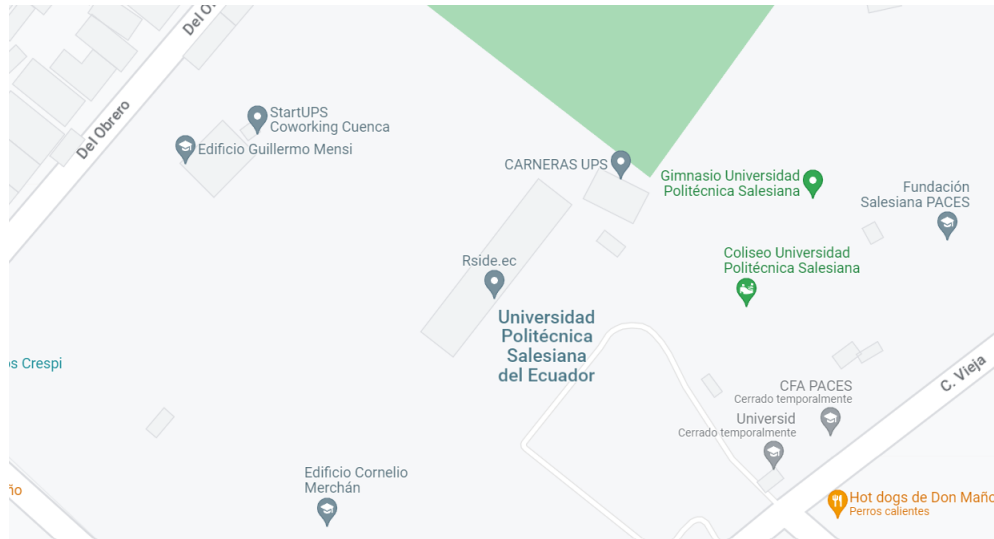 Del O
Del Obrero
StartUPS
Coworking Cuenca
Edificio Guillermo Mensi
CARNERAS UPS
Gimnasio Universidad
Politécnica Salesiana
Fundación
Salesiana PACES
Coliseo Universidad
Politécnica Salesiana
Rside.ec
Universidad
Politécnica
Salesiana
del Ecuador
s Crespi
C. Vieja
CFA PACES
Cerrado temporalmente
Universid
Cerrado temporalmente
Edificio Cornelio
Merchán
ño
Hot dogs de Don Maño
Perros calientes